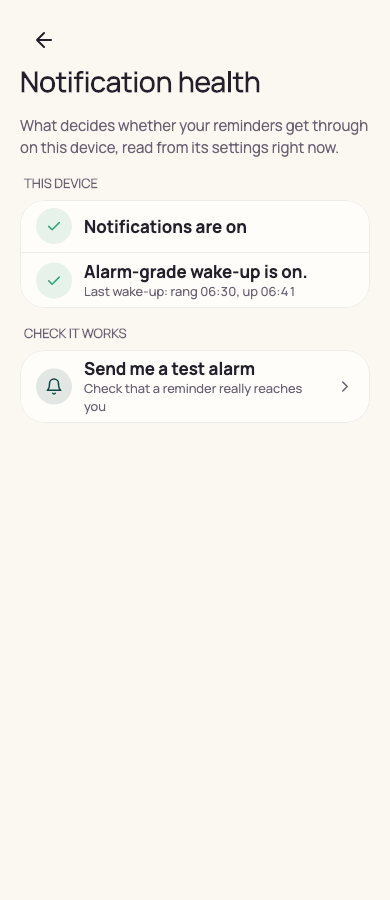 Notification health
What decides whether your reminders get through
on this device, read from its settings right now.
THIS DEVICE
Notifications are on
Alarm-grade wake-up is on.
Last wake-up: rang 06:30, up 06:41
CHECK IT WORKS
Send me a test alarm
Check that a reminder really reaches
you